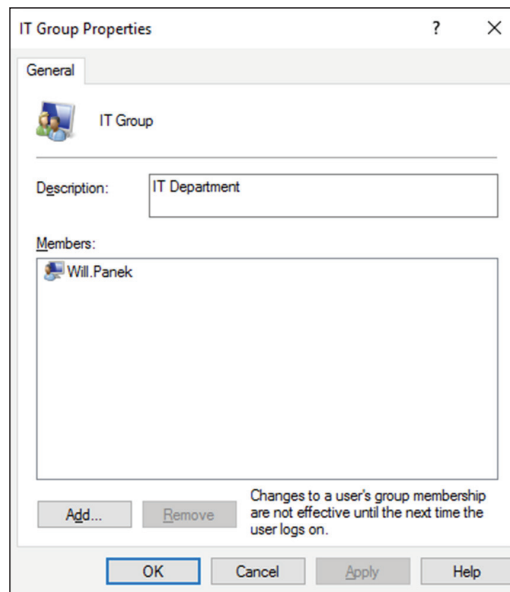 IT Group Properties
?
General
IT Group
Description:
IT Department
Members:
Will.Panek
Add...
Remove
Changes to a user's group membership
are not effective until the next time the
user logs on.
OK
Cancel
Apply
Help